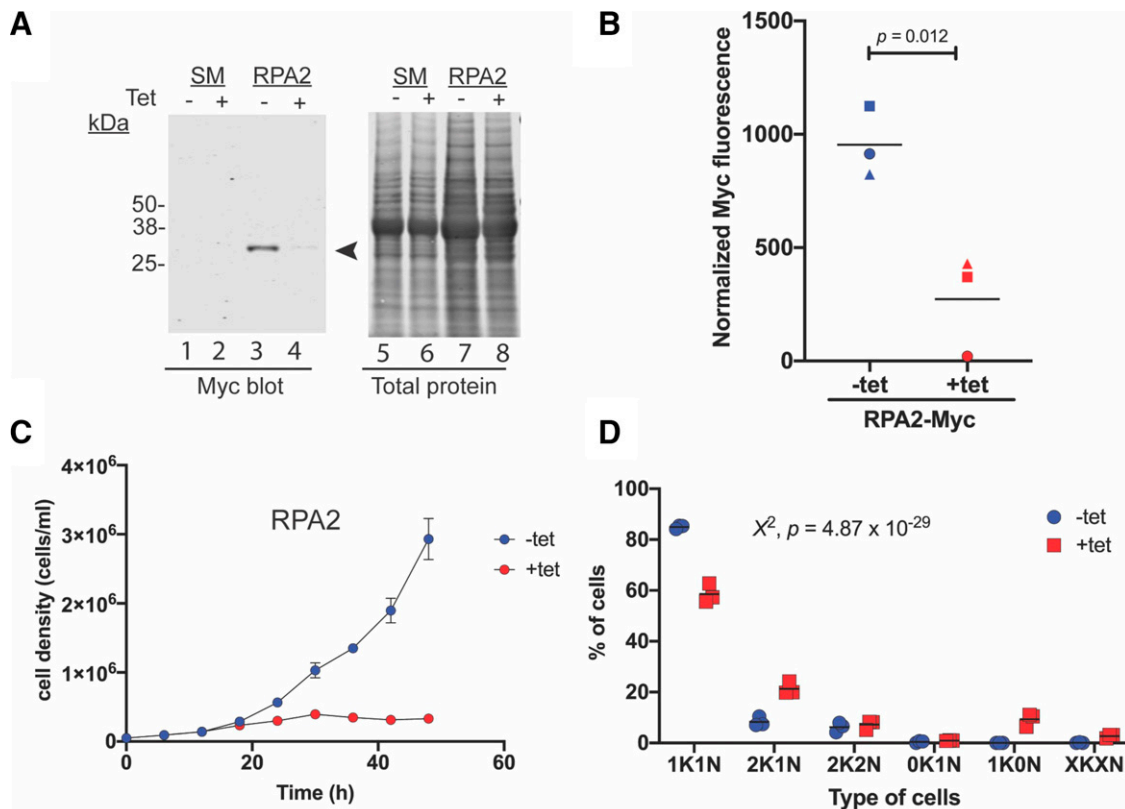 A
SM RPA2
Tet - + - +
kDa
50-
38-
25-
1 2 3 4
Myc blot
SM RPA2
- + - +
5 6 7 8
Total protein
B
Normalized Myc fluorescence
1500
1000
500
0
p = 0.012
-tet +tet
RPA2-Myc
C
cell density (cells/ml)
4×10⁶
3×10⁶
2×10⁶
1×10⁶
0
RPA2
-tet
+tet
0 20 40 60
Time (h)
D
% of cells
100
80
60
40
20
0
X², p = 4.87 x 10⁻²⁹
-tet
+tet
1K1N 2K1N 2K2N 0K1N 1K0N XKXN
Type of cells